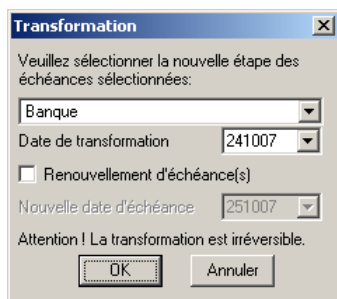 Transformation
Veuillez sélectionner la nouvelle étape des
échéances sélectionnées:
Banque
Date de transformation 241007
Renouvellement d'échéance(s)
Nouvelle date d'échéance 251007
Attention ! La transformation est irréversible.
OK Annuler